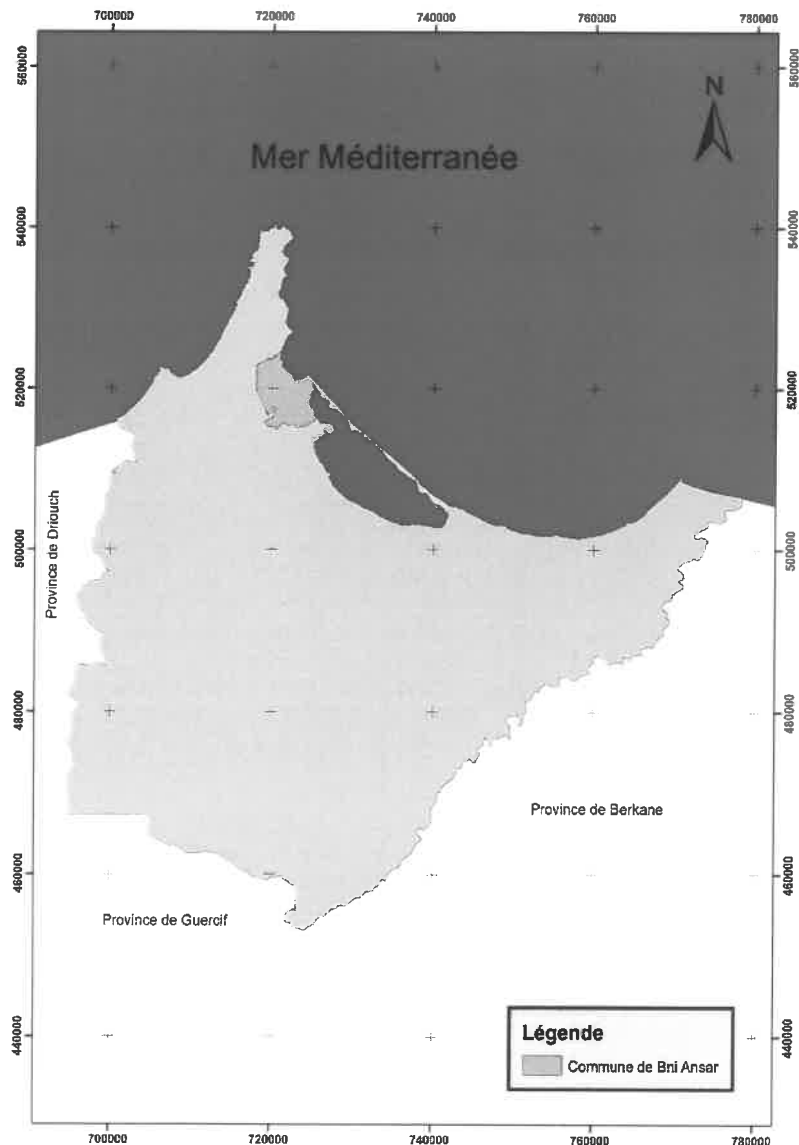 700000 720000 740000 760000 780000
560000 560000
N
Mer Méditerranée
540000 540000
520000 520000
Province de Driouch
500000 500000
480000 480000
Province de Berkane
460000 460000
Province de Guercif
440000 440000
Légende
Commune de Bni Ansar
700000 720000 740000 760000 780000